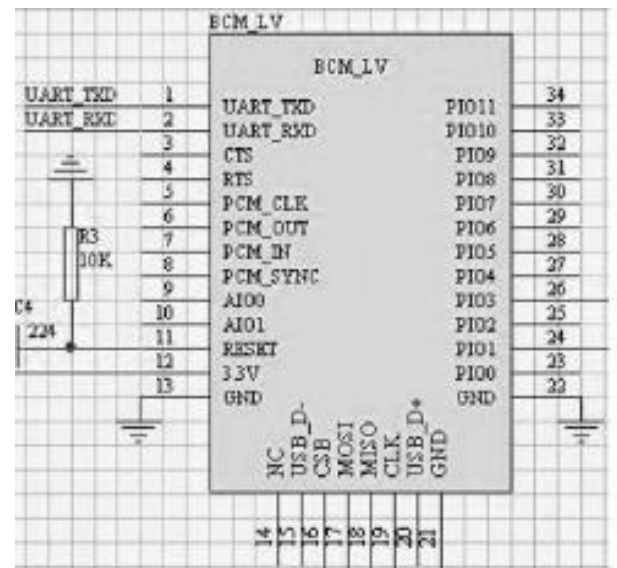 BCM_LV
BCM_LV
UART_TXD 1 UART_TXD PIO11 34
UART_RXD 2 UART_RXD PIO10 33
3 CTS PIO9 32
4 RTS PIO8 31
5 PCM_CLK PIO7 30
6 PCM_OUT PIO6 29
R3 7 PCM_IN PIO5 28
10K 8 PCM_SYNC PIO4 27
9 AIO0 PIO3 26
C4 10 AIO1 PIO2 25
224 11 RESET PIO1 24
12 3.3V PIO0 23
13 GND GND 22
NC USB_D- CSB MOSI MISO CLK USB_D+ GND
14 15 16 17 18 19 20 21